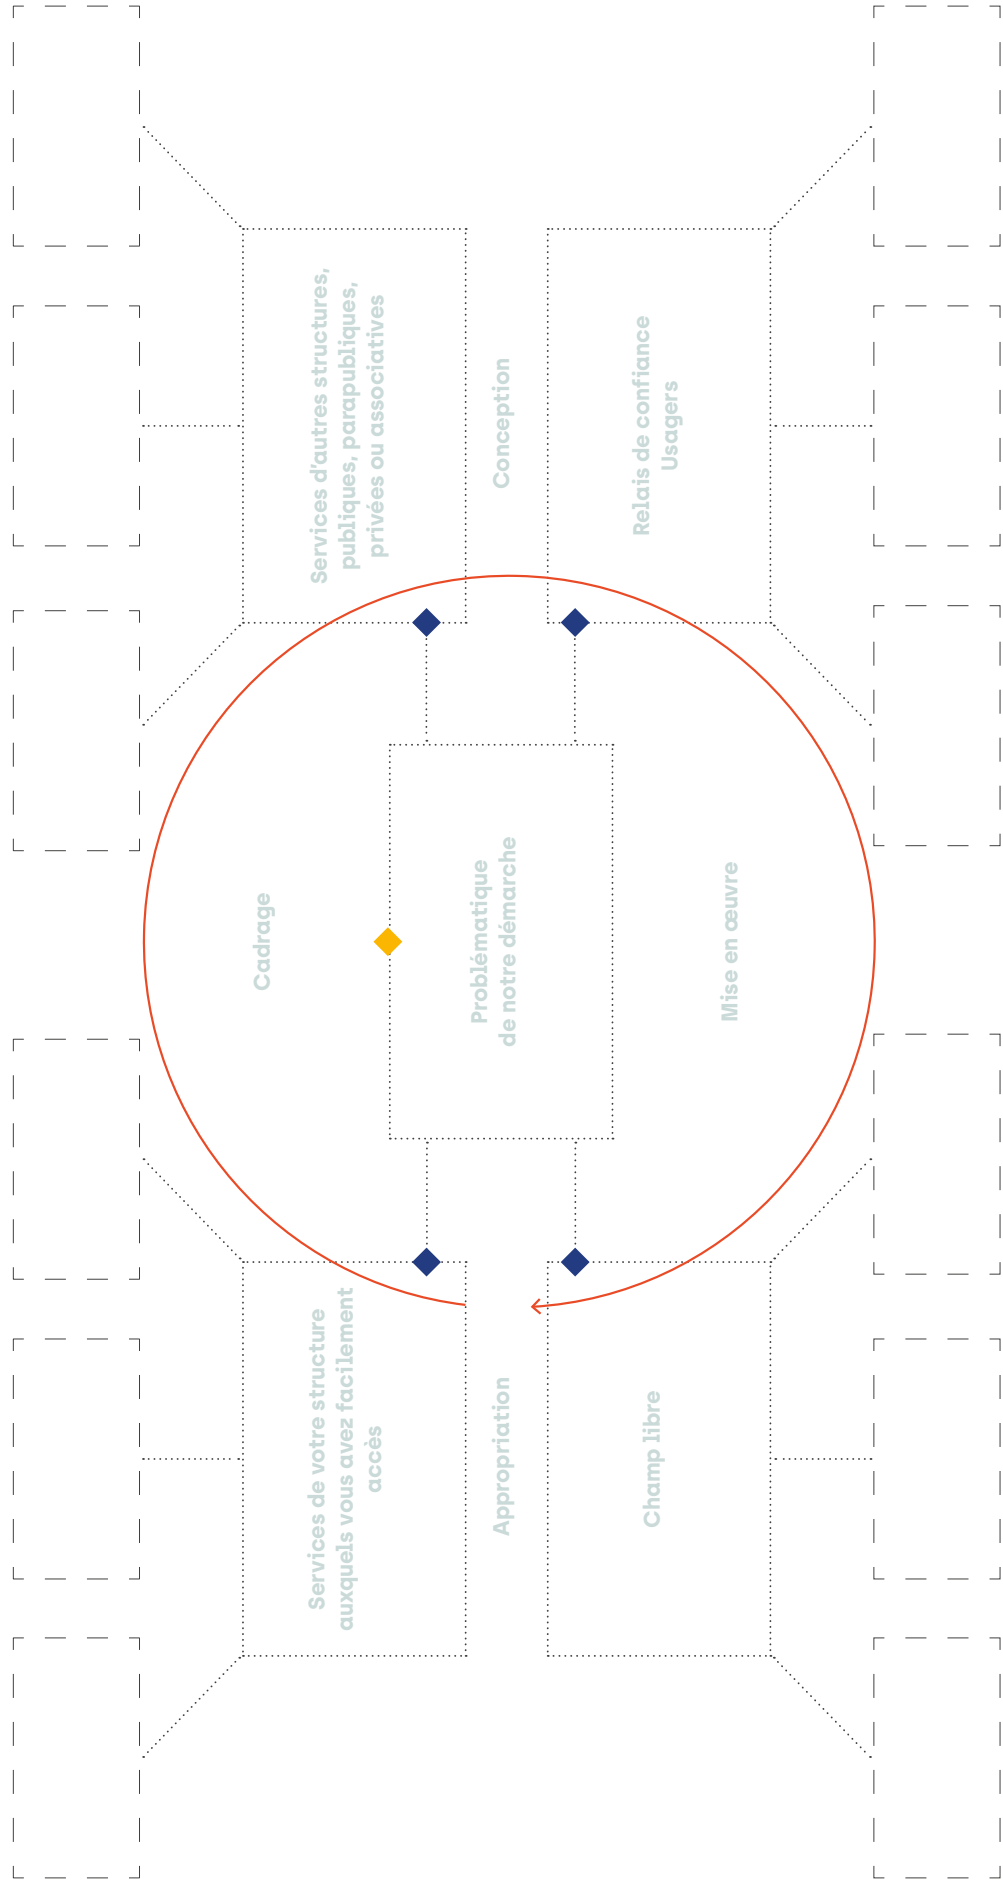 Cadrage
Services de votre structure
auxquels vous avez facilement
accès
Services d'autres structures,
publiques, parapubliques,
privées ou associatives
Appropriation
Problématique
de notre démarche
Conception
Champ libre
Relais de confiance
Usagers
Mise en œuvre